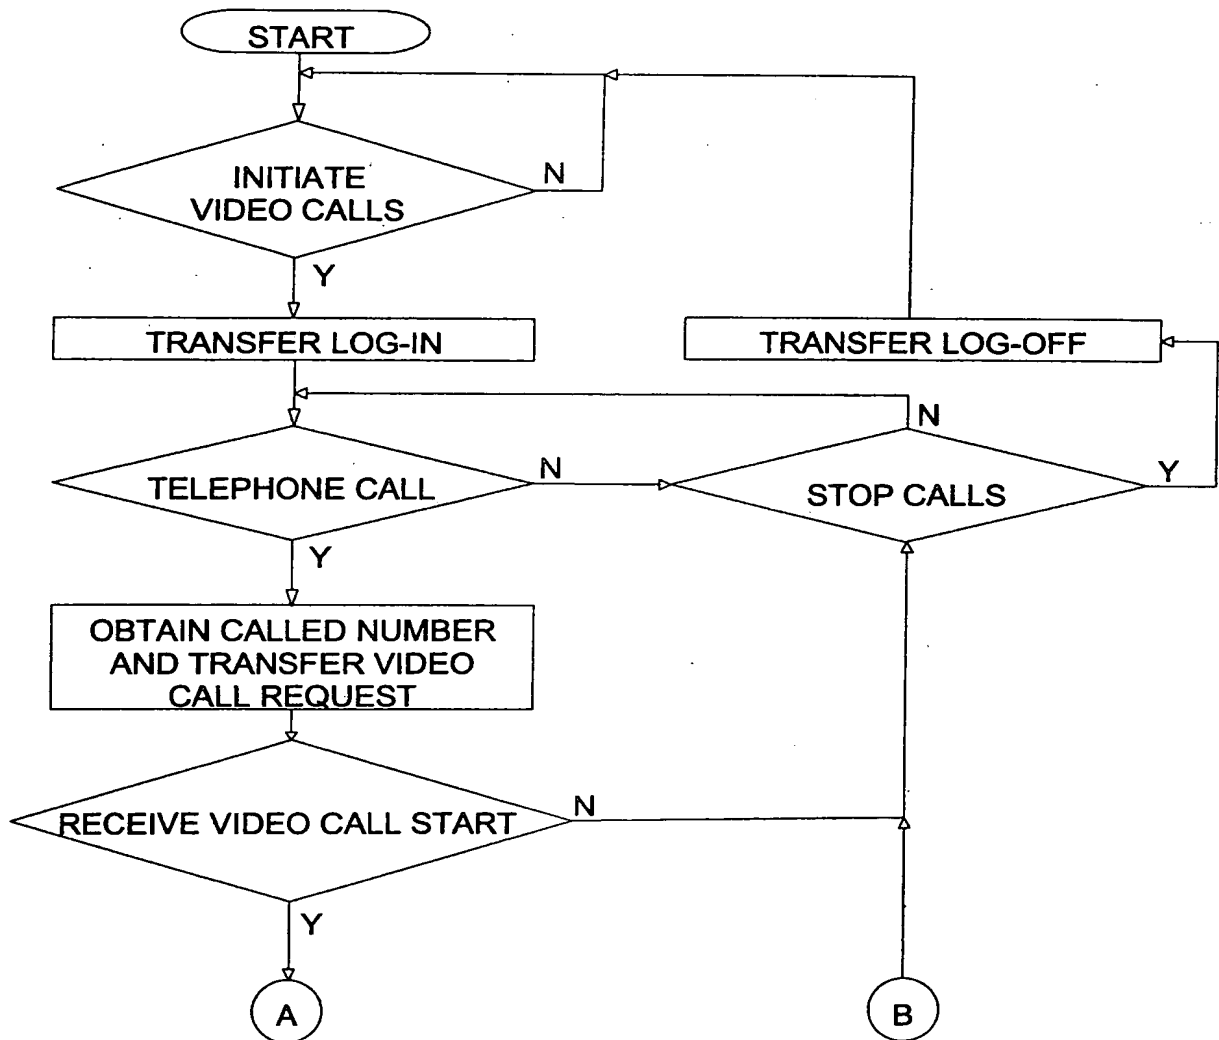 START
INITIATE
VIDEO CALLS
N
Y
TRANSFER LOG-IN
TRANSFER LOG-OFF
N
TELEPHONE CALL
N
STOP CALLS
Y
Y
OBTAIN CALLED NUMBER
AND TRANSFER VIDEO
CALL REQUEST
RECEIVE VIDEO CALL START
N
Y
A
B